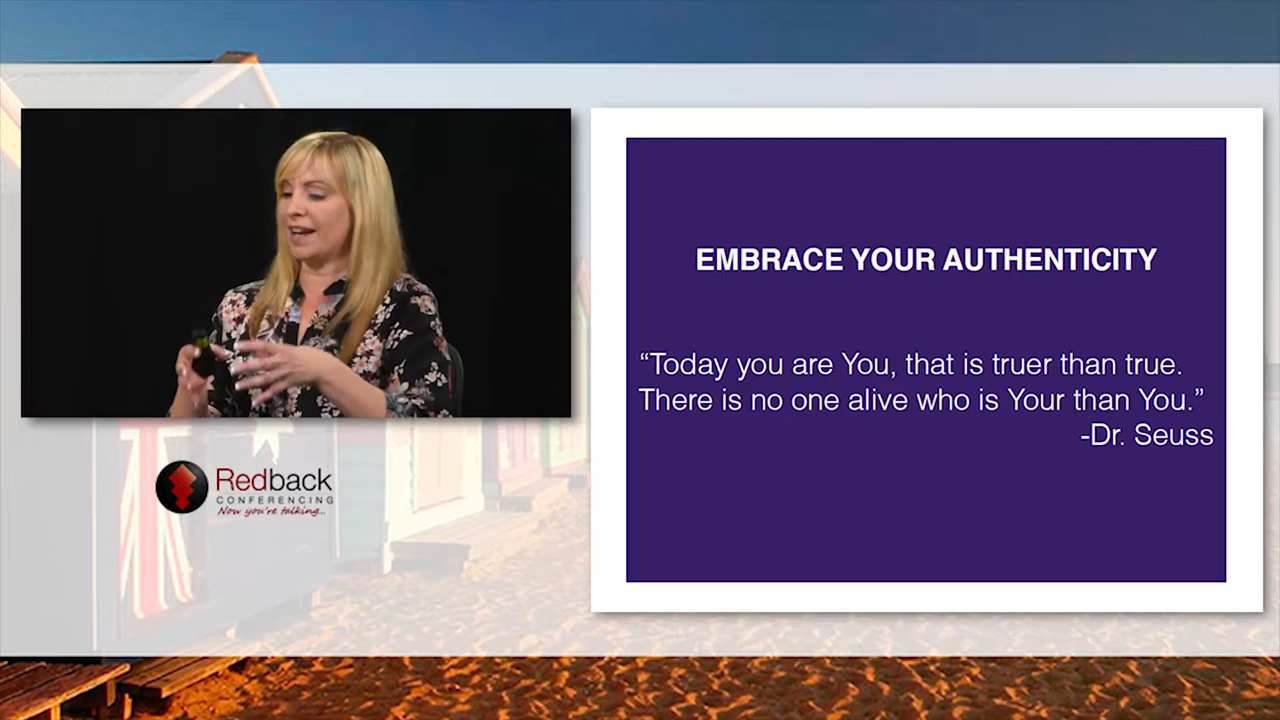 Redback
CONFERENCING
Now you're talking...
EMBRACE YOUR AUTHENTICITY
“Today you are You, that is truer than true.
There is no one alive who is Your than You.”
-Dr. Seuss